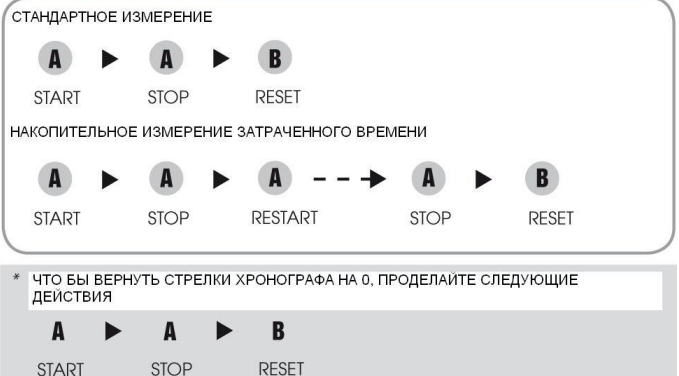 СТАНДАРТНОЕ ИЗМЕРЕНИЕ
A ► A ► B
START STOP RESET
НАКОПИТЕЛЬНОЕ ИЗМЕРЕНИЕ ЗАТРАЧЕННОГО ВРЕМЕНИ
A ► A ► A - - ► A ► B
START STOP RESTART STOP RESET
* ЧТО БЫ ВЕРНУТЬ СТРЕЛКИ ХРОНОГРАФА НА 0, ПРОДЕЛАЙТЕ СЛЕДУЮЩИЕ
ДЕЙСТВИЯ
A ► A ► B
START STOP RESET